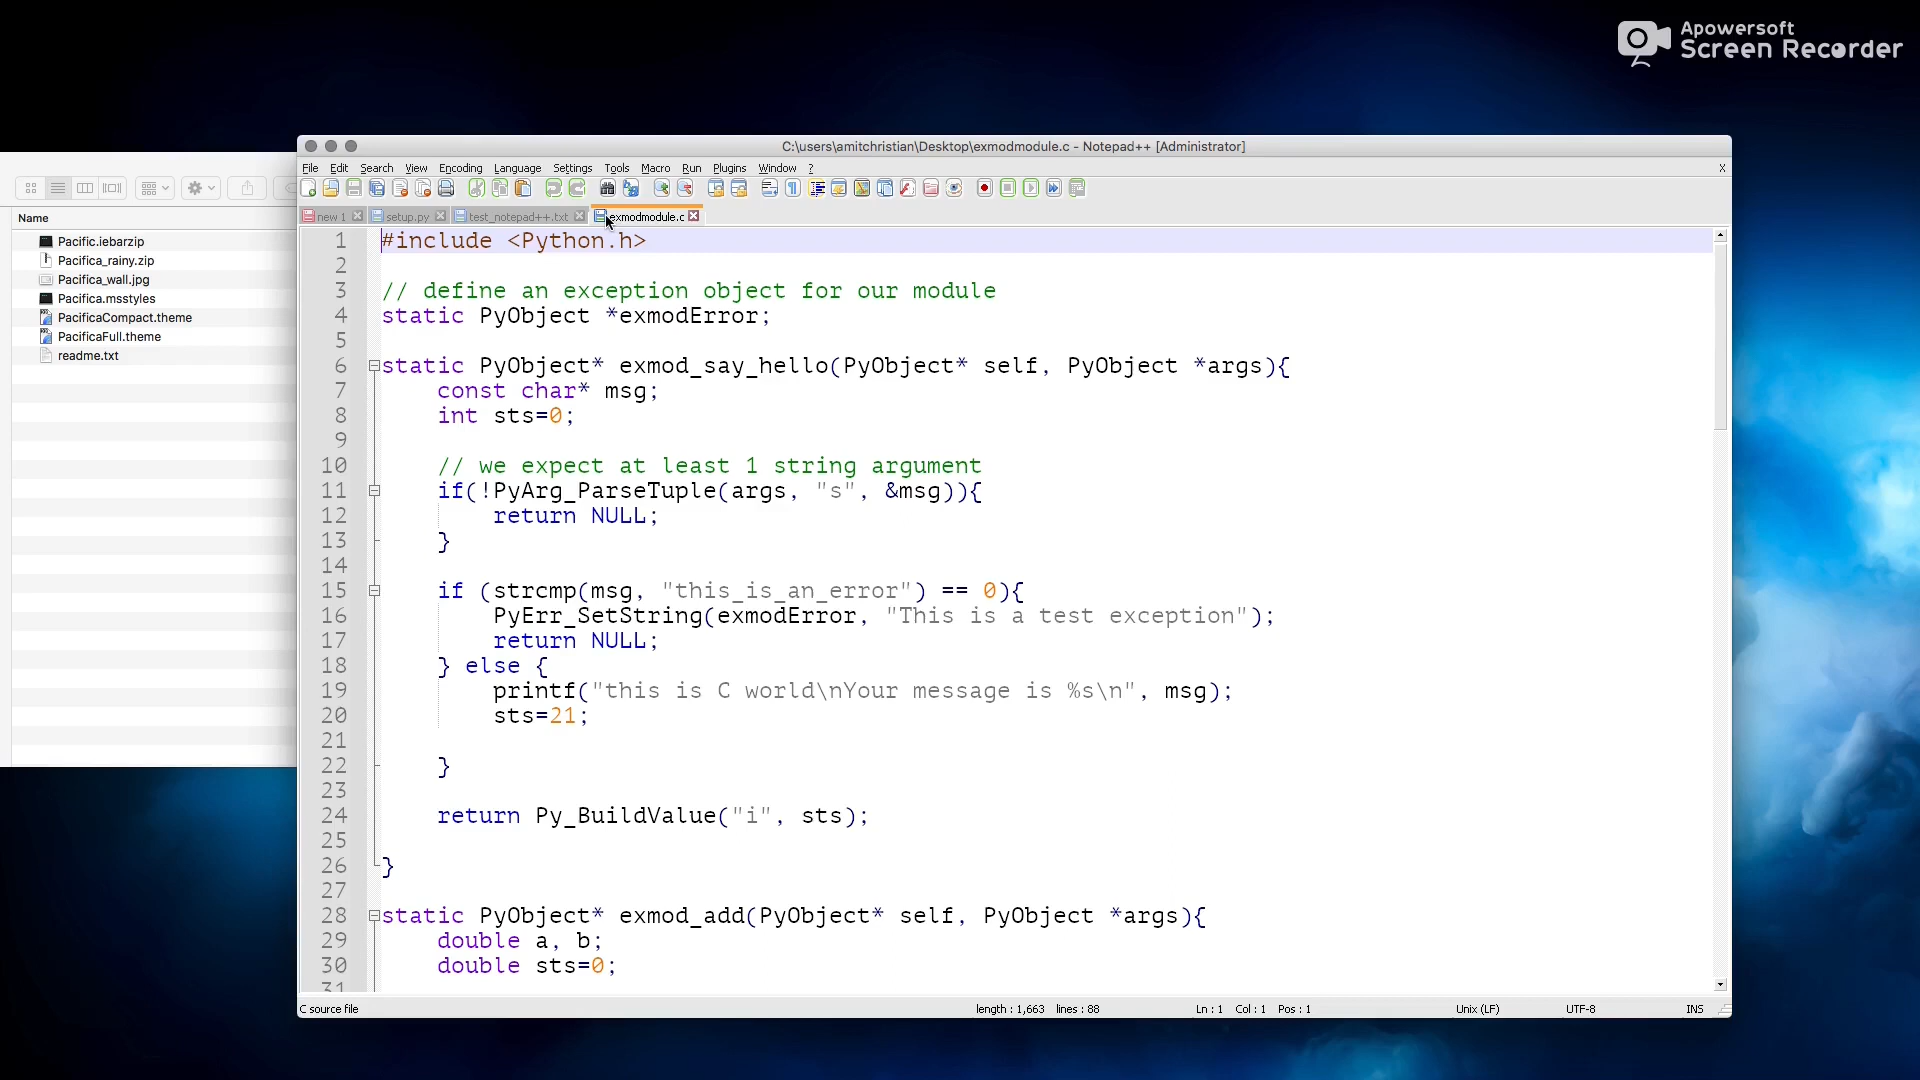 Apowersoft
Screen Recorder
C:\users\amitchristian\Desktop\exmodmodule.c - Notepad++ [Administrator]
File Edit Search View Encoding Language Settings Tools Macro Run Plugins Window ? X
new 1 setup.py test_notepad++.txt exmodmodule.c
Name
Pacific.iebarzip
Pacifica_rainy.zip
Pacifica_wall.jpg
Pacifica.msstyles
PacificaCompact.theme
PacificaFull.theme
readme.txt
1 #include <Python.h>
2
3 // define an exception object for our module
4 static PyObject *exmodError;
5
6 static PyObject* exmod_say_hello(PyObject* self, PyObject *args){
7 const char* msg;
8 int sts=0;
9
10 // we expect at least 1 string argument
11 if(!PyArg_ParseTuple(args, "s", &msg)){
12 return NULL;
13 }
14
15 if (strcmp(msg, "this_is_an_error") == 0){
16 PyErr_SetString(exmodError, "This is a test exception");
17 return NULL;
18 } else {
19 printf("this is C world\nYour message is %s\n", msg);
20 sts=21;
21
22 }
23
24 return Py_BuildValue("i", sts);
25
26 }
27
28 static PyObject* exmod_add(PyObject* self, PyObject *args){
29 double a, b;
30 double sts=0;
31
C source file length : 1,663 lines : 88 Ln : 1 Col : 1 Pos : 1 Unix (LF) UTF-8 INS